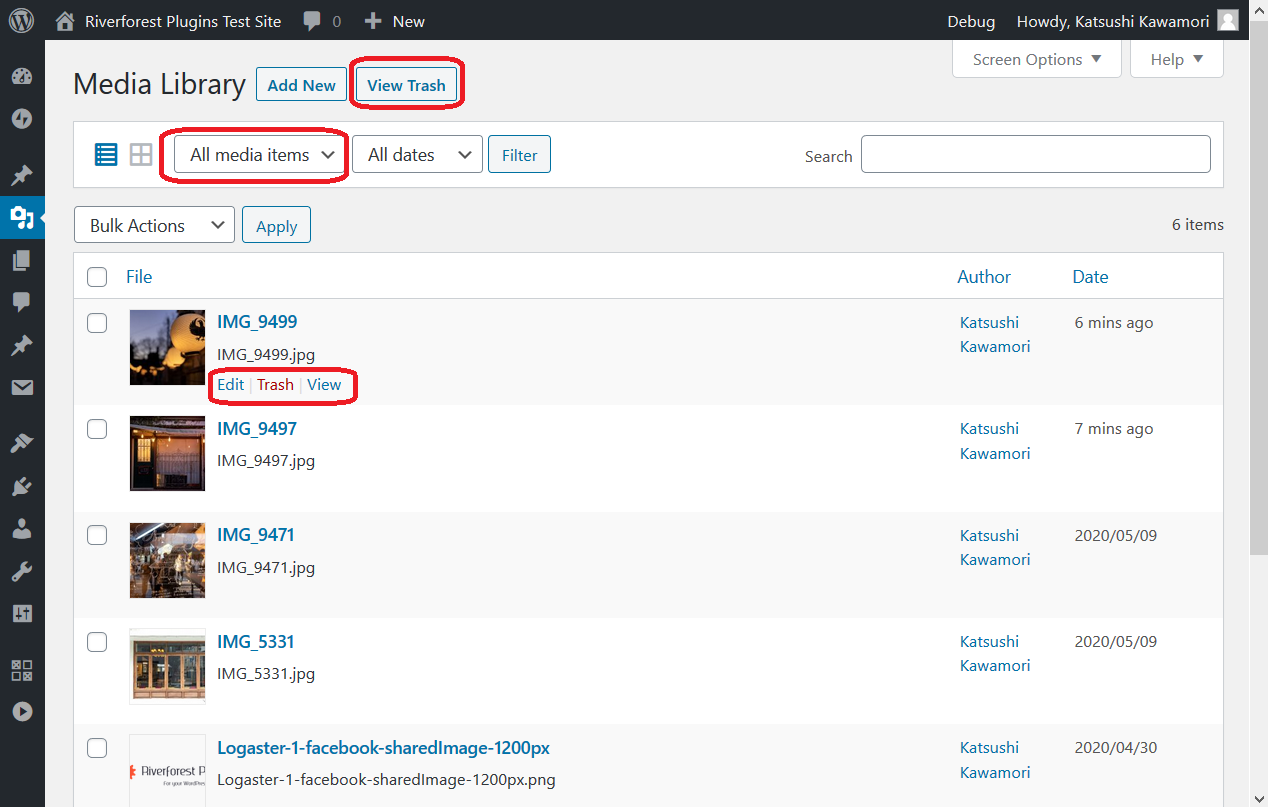 Riverforest Plugins Test Site 0 New Debug Howdy, Katsushi Kawamori
Screen Options Help
Media Library Add New View Trash
All media items All dates Filter Search
Bulk Actions Apply 6 items
File Author Date
IMG_9499 Katsushi 6 mins ago
IMG_9499.jpg Kawamori
Edit | Trash | View
IMG_9497 Katsushi 7 mins ago
IMG_9497.jpg Kawamori
IMG_9471 Katsushi 2020/05/09
IMG_9471.jpg Kawamori
IMG_5331 Katsushi 2020/05/09
IMG_5331.jpg Kawamori
Logaster-1-facebook-sharedImage-1200px Katsushi 2020/04/30
Riverforest P
For your WordPres
Logaster-1-facebook-sharedImage-1200px.png Kawamori